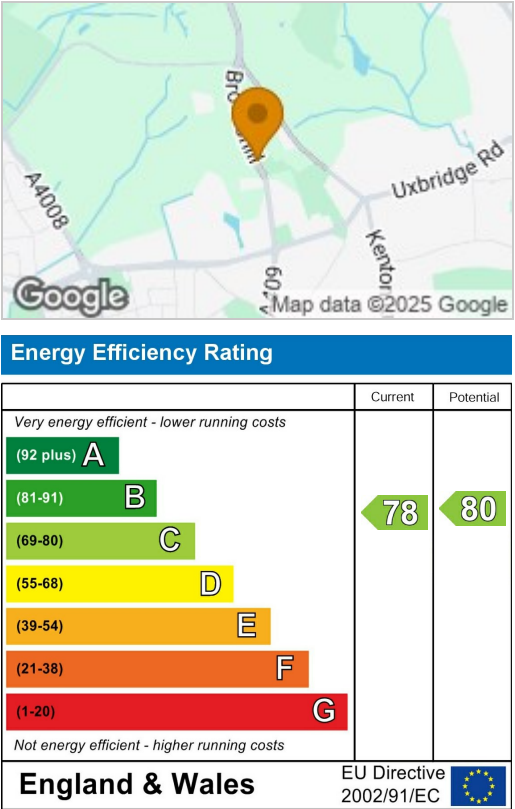 A4008
Uxbridge Rd
Google
Map data ©2025 Google
Energy Efficiency Rating
Current
Potential
Very energy efficient - lower running costs
(92 plus) A
(81-91) B
78
80
(69-80) C
(55-68) D
(39-54) E
(21-38) F
(1-20) G
Not energy efficient - higher running costs
England & Wales
EU Directive
2002/91/EC